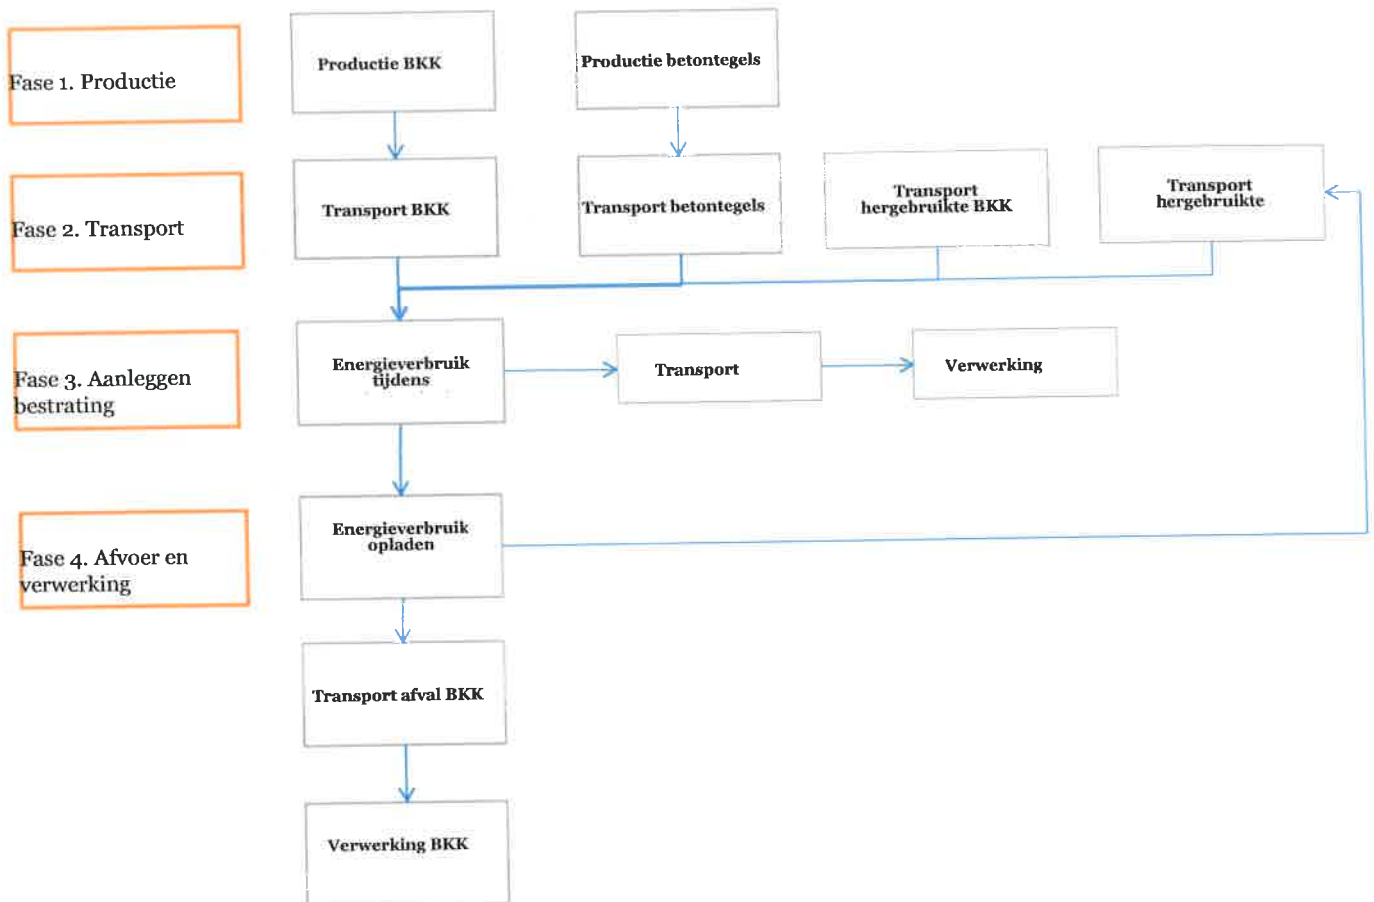 Fase 1. Productie
Productie BKK
Productie betontegels
Fase 2. Transport
Transport BKK
Transport betontegels
Transport
hergebruikte BKK
Transport
hergebruikte
Fase 3. Aanleggen
bestrating
Energieverbruik
tijdens
Transport
Verwerking
Fase 4. Afvoer en
verwerking
Energieverbruik
opladen
Transport afval BKK
Verwerking BKK